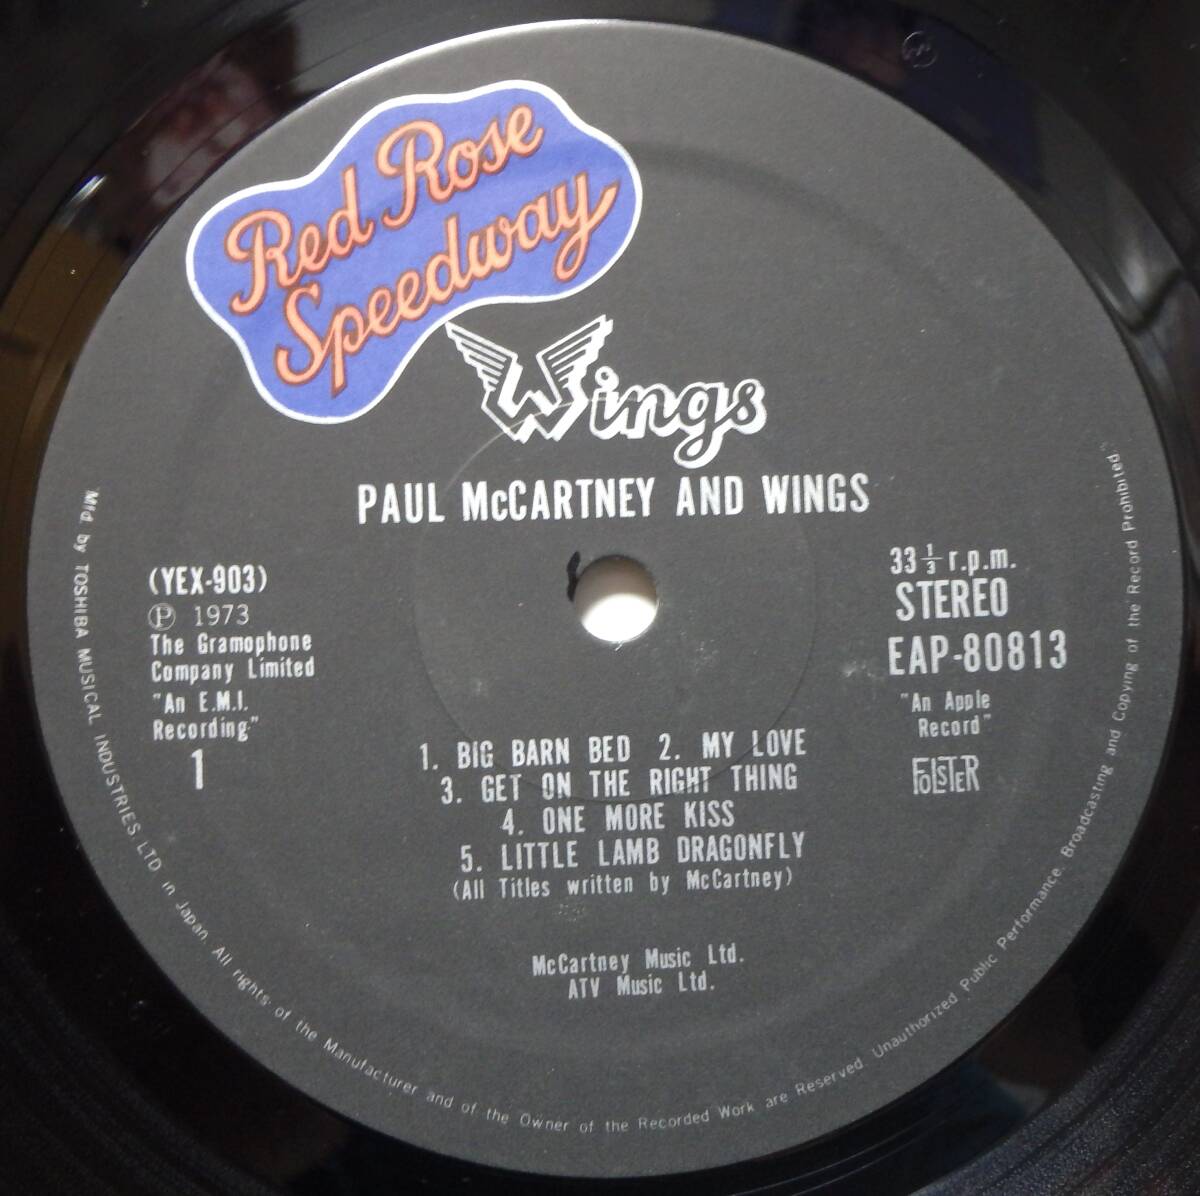 Red Rose
Speedway
Wings
PAUL McCARTNEY AND WINGS
(YEX-903)
Ⓟ 1973
The Gramophone
Company Limited
"An E.M.I.
Recording"
1
33 1/3 r.p.m.
STEREO
EAP-80813
"An Apple
Record"
FOLSTER
1. BIG BARN BED 2. MY LOVE
3. GET ON THE RIGHT THING
4. ONE MORE KISS
5. LITTLE LAMB DRAGONFLY
(All Titles written by McCartney)
McCartney Music Ltd.
ATV Music Ltd.
"Mfd. by TOSHIBA MUSICAL INDUSTRIES, LTD in Japan. All rights of the Manufacturer and of the Owner of the Recorded Work are Reserved. Unauthorized Public Performance, Broadcasting and Copying of the Record Prohibited."